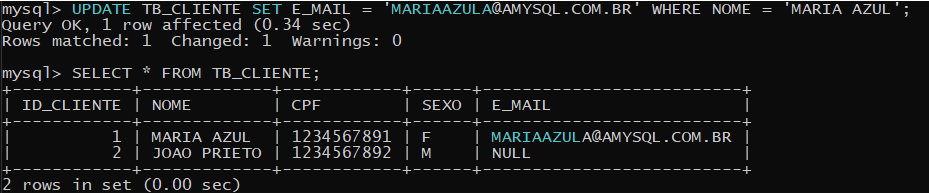 mysql> UPDATE TB_CLIENTE SET E_MAIL = 'MARIAAZULA@AMYSQL.COM.BR' WHERE NOME = 'MARIA AZUL';
Query OK, 1 row affected (0.34 sec)
Rows matched: 1  Changed: 1  Warnings: 0

mysql> SELECT * FROM TB_CLIENTE;
+------------+-------------+------------+------+--------------------------+
| ID_CLIENTE | NOME        | CPF        | SEXO | E_MAIL                   |
+------------+-------------+------------+------+--------------------------+
|          1 | MARIA AZUL  | 1234567891 | F    | MARIAAZULA@AMYSQL.COM.BR |
|          2 | JOAO PRIETO | 1234567892 | M    | NULL                     |
+------------+-------------+------------+------+--------------------------+
2 rows in set (0.00 sec)